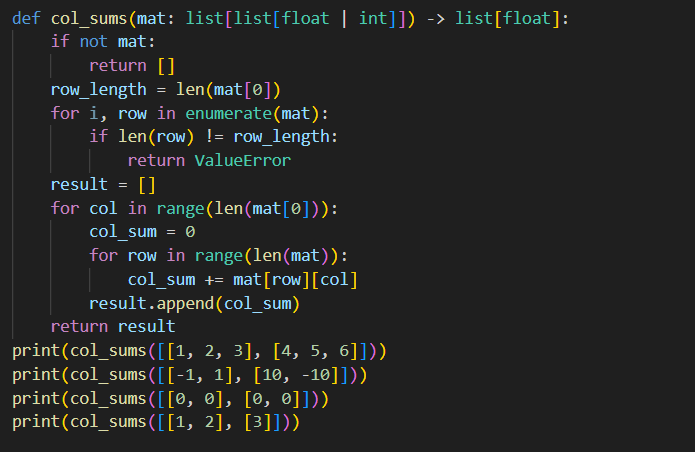 def col_sums(mat: list[list[float | int]]) -> list[float]:
    if not mat:
        return []
    row_length = len(mat[0])
    for i, row in enumerate(mat):
        if len(row) != row_length:
            return ValueError
    result = []
    for col in range(len(mat[0])):
        col_sum = 0
        for row in range(len(mat)):
            col_sum += mat[row][col]
        result.append(col_sum)
    return result
print(col_sums([[1, 2, 3], [4, 5, 6]]))
print(col_sums([[-1, 1], [10, -10]]))
print(col_sums([[0, 0], [0, 0]]))
print(col_sums([[1, 2], [3]]))